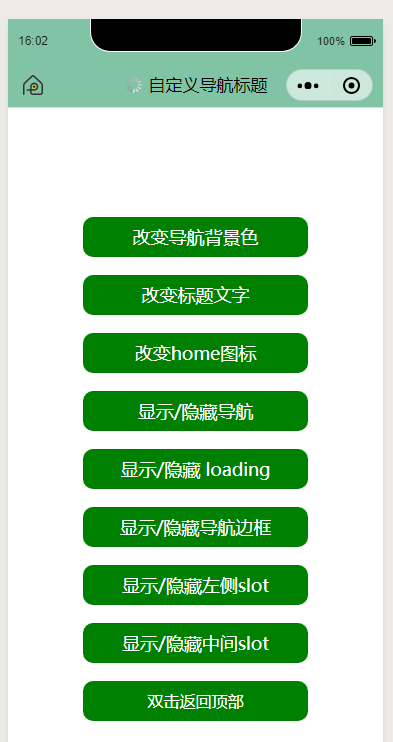 16:02
100%
自定义导航标题
改变导航背景色
改变标题文字
改变home图标
显示/隐藏导航
显示/隐藏 loading
显示/隐藏导航边框
显示/隐藏左侧slot
显示/隐藏中间slot
双击返回顶部